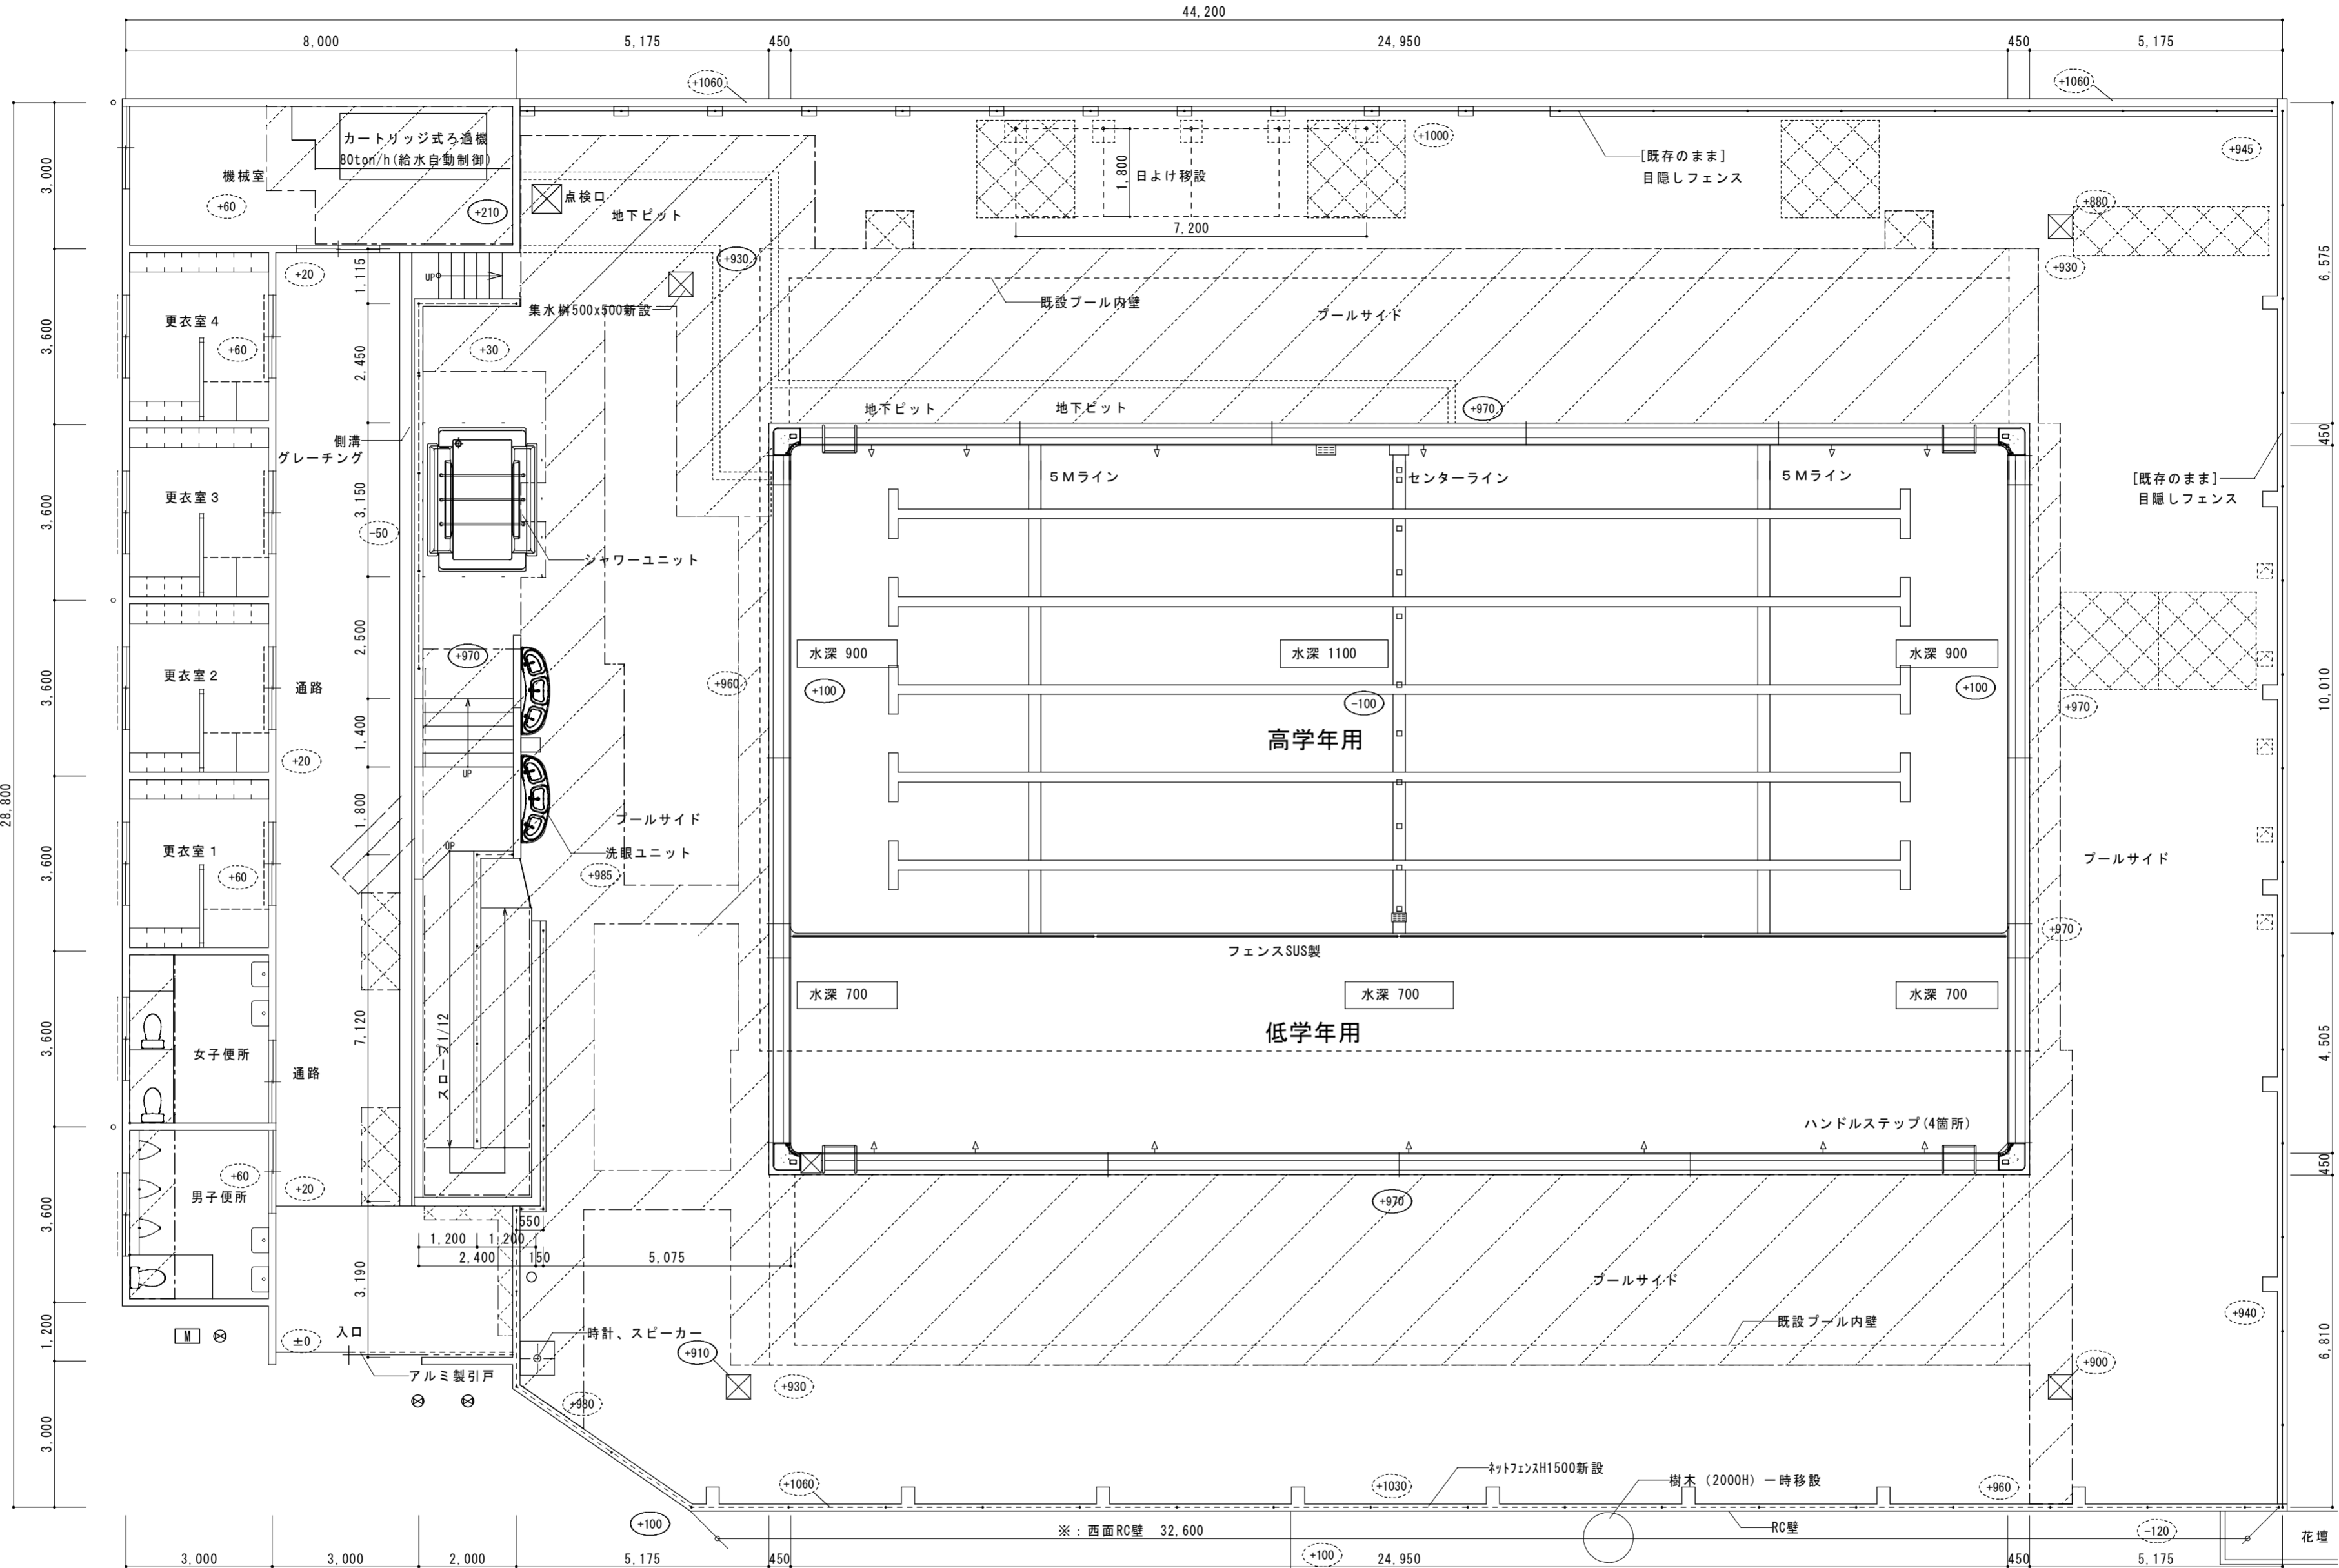 44,200
8,000
5,175
450
24,950
450
5,175
+1060
+1060
カートリッジ式ろ過機
80ton/h(給水自動制御)
機械室
+60
+210
点検口
地下ピット
1,800
日よけ移設
7,200
+1000
[既存のまま]
目隠しフェンス
+945
+880
+930
+930
3,000
3,600
3,600
3,600
3,600
3,600
3,600
1,200
3,000
28,800
+20
1,115
UP
集水桝500x500新設
既設プール内壁
プールサイド
更衣室4
+60
+30
2,450
地下ピット
地下ピット
+970
側溝
グレーチング
更衣室3
3,150
-50
シャワーユニット
5Mライン
センターライン
5Mライン
[既存のまま]
目隠しフェンス
6,575
450
10,010
4,505
450
6,810
2,500
+970
水深 900
水深 1100
水深 900
更衣室2
通路
+960
+100
-100
+100
+970
1,400
高学年用
+20
UP
1,800
プールサイド
UP
洗眼ユニット
更衣室1
+60
+985
プールサイド
+970
フェンスSUS製
水深 700
水深 700
水深 700
低学年用
7,120
スロープ1/12
女子便所
通路
ハンドルステップ(4箇所)
+60
男子便所
+20
+970
550
1,200
1,200
2,400
150
5,075
3,190
プールサイド
既設プール内壁
+940
M
±0
入口
時計、スピーカー
+910
+930
+900
アルミ製引戸
+980
+1060
+1030
ネットフェンスH1500新設
樹木(2000H)一時移設
+960
+100
※:西面RC壁 32,600
RC壁
-120
花壇
3,000
3,000
2,000
5,175
450
+100
24,950
450
5,175